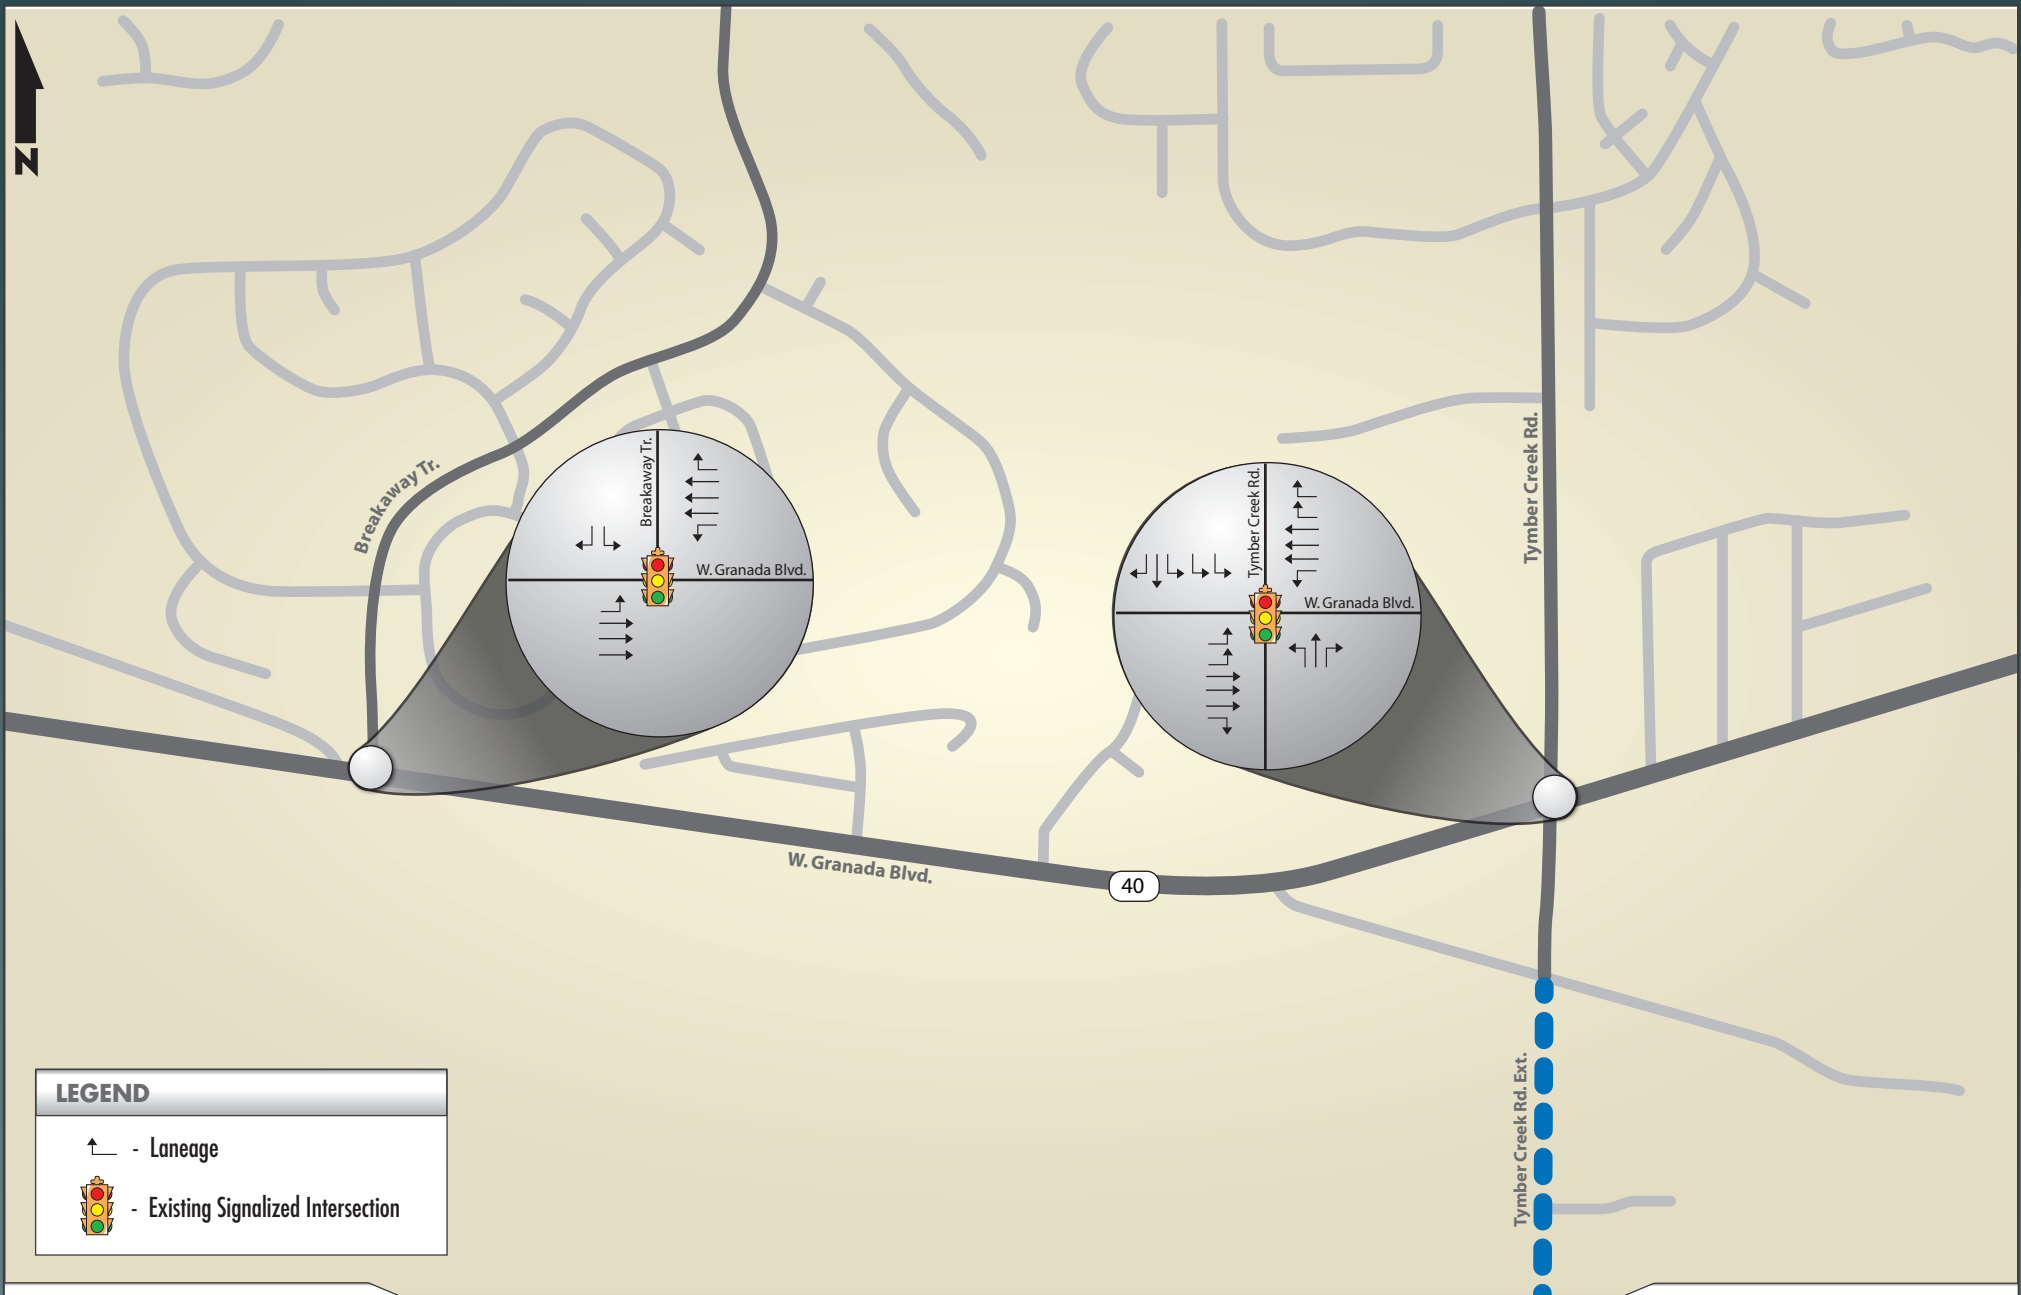 N
Breakaway Tr.
Breakaway Tr.
W. Granada Blvd.
Tymber Creek Rd.
Tymber Creek Rd.
W. Granada Blvd.
W. Granada Blvd.
40
Tymber Creek Rd. Ext.
LEGEND
- Laneage
- Existing Signalized Intersection